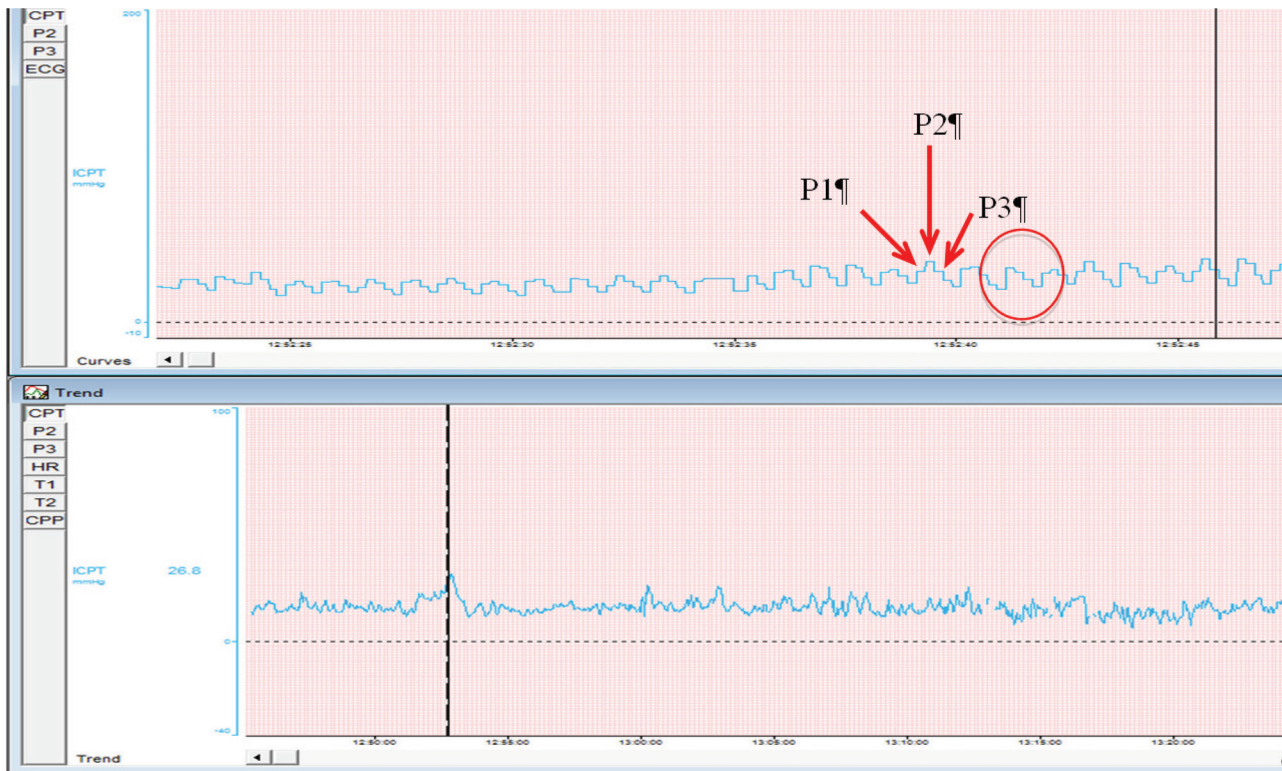 CPT
P2
P3
ECG
200
ICPT
mmHg
0
-10
P1¶
P2¶
P3¶
12:52:25 12:52:30 12:52:35 12:52:40 12:52:45
Curves
Trend
CPT
P2
P3
HR
T1
T2
CPP
100
ICPT 26.8
mmHg
0
-40
12:50:00 12:55:00 13:00:00 13:05:00 13:10:00 13:15:00 13:20:00
Trend